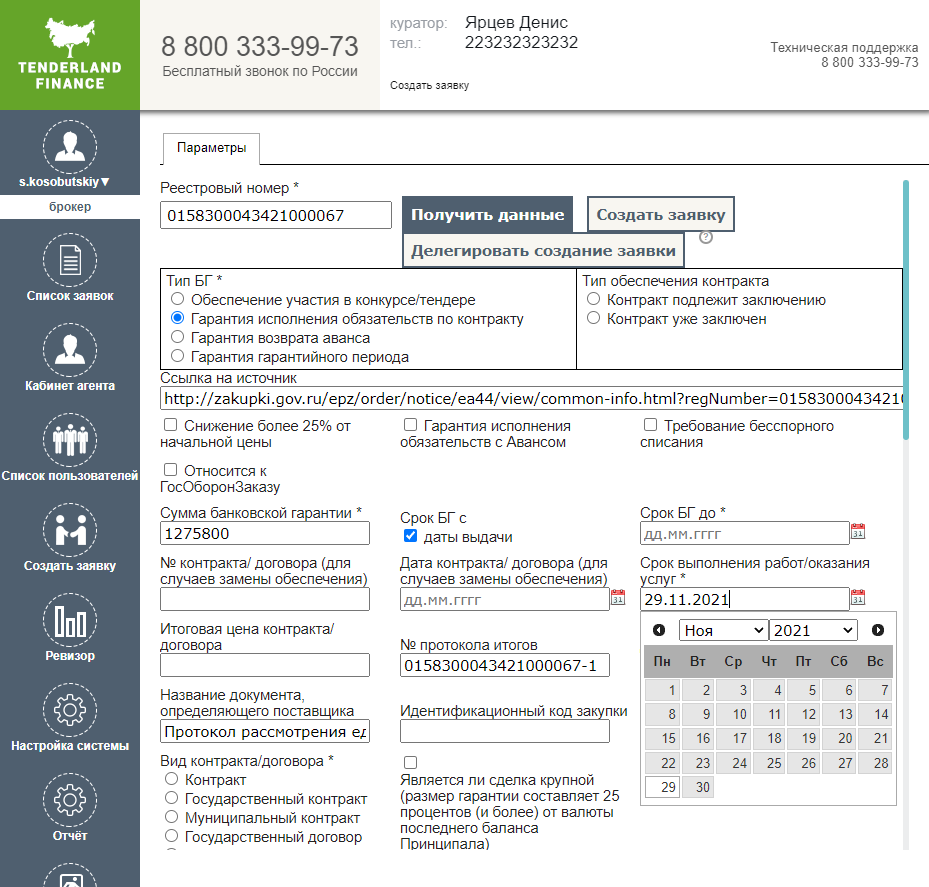 TENDERLAND
FINANCE
8 800 333-99-73
Бесплатный звонок по России
куратор: Ярцев Денис
тел.: 223232323232
Создать заявку
Техническая поддержка
8 800 333-99-73
s.kosobutskiy▼
брокер
Список заявок
Кабинет агента
Список пользователей
Создать заявку
Ревизор
Настройка системы
Отчёт
Параметры
Реестровый номер *
0158300043421000067
Получить данные
Создать заявку
Делегировать создание заявки
?
Тип БГ *
Обеспечение участия в конкурсе/тендере
Гарантия исполнения обязательств по контракту
Гарантия возврата аванса
Гарантия гарантийного периода
Тип обеспечения контракта
Контракт подлежит заключению
Контракт уже заключен
Ссылка на источник
http://zakupki.gov.ru/epz/order/notice/ea44/view/common-info.html?regNumber=01583000434210
Снижение более 25% от
начальной цены
Гарантия исполнения
обязательств с Авансом
Требование бесспорного
списания
Относится к
ГосОборонЗаказу
Сумма банковской гарантии *
1275800
Срок БГ с
даты выдачи
Срок БГ до *
дд.мм.гггг
31
№ контракта/ договора (для
случаев замены обеспечения)
Дата контракта/ договора (для
случаев замены обеспечения)
дд.мм.гггг
31
Срок выполнения работ/оказания
услуг *
29.11.2021
31
Итоговая цена контракта/
договора
№ протокола итогов
0158300043421000067-1
Ноя 2021
Пн Вт Ср Чт Пт Сб Вс
1 2 3 4 5 6 7
8 9 10 11 12 13 14
15 16 17 18 19 20 21
22 23 24 25 26 27 28
29 30
Название документа,
определяющего поставщика
Протокол рассмотрения ед
Идентификационный код закупки
Вид контракта/договора *
Контракт
Государственный контракт
Муниципальный контракт
Государственный договор
Является ли сделка крупной
(размер гарантии составляет 25
процентов (и более) от валюты
последнего баланса
Принципала)